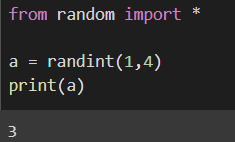 from random import *
a = randint(1,4)
print(a)
3